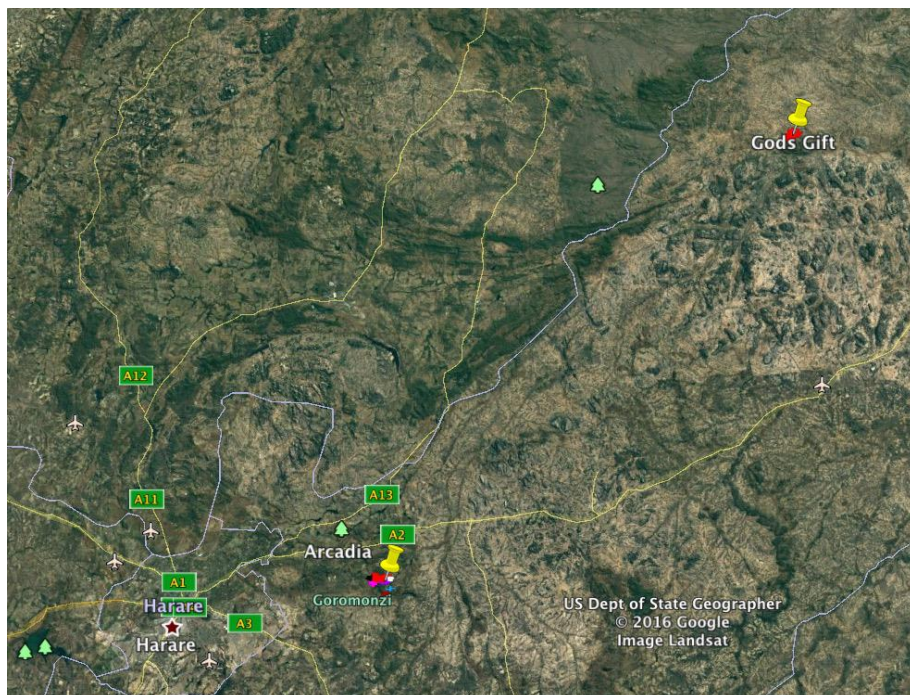 Gods Gift
A12
A11
A13
A2
Arcadia
A1
Goromonzi
Harare
A3
Harare
US Dept of State Geographer
© 2016 Google
Image Landsat